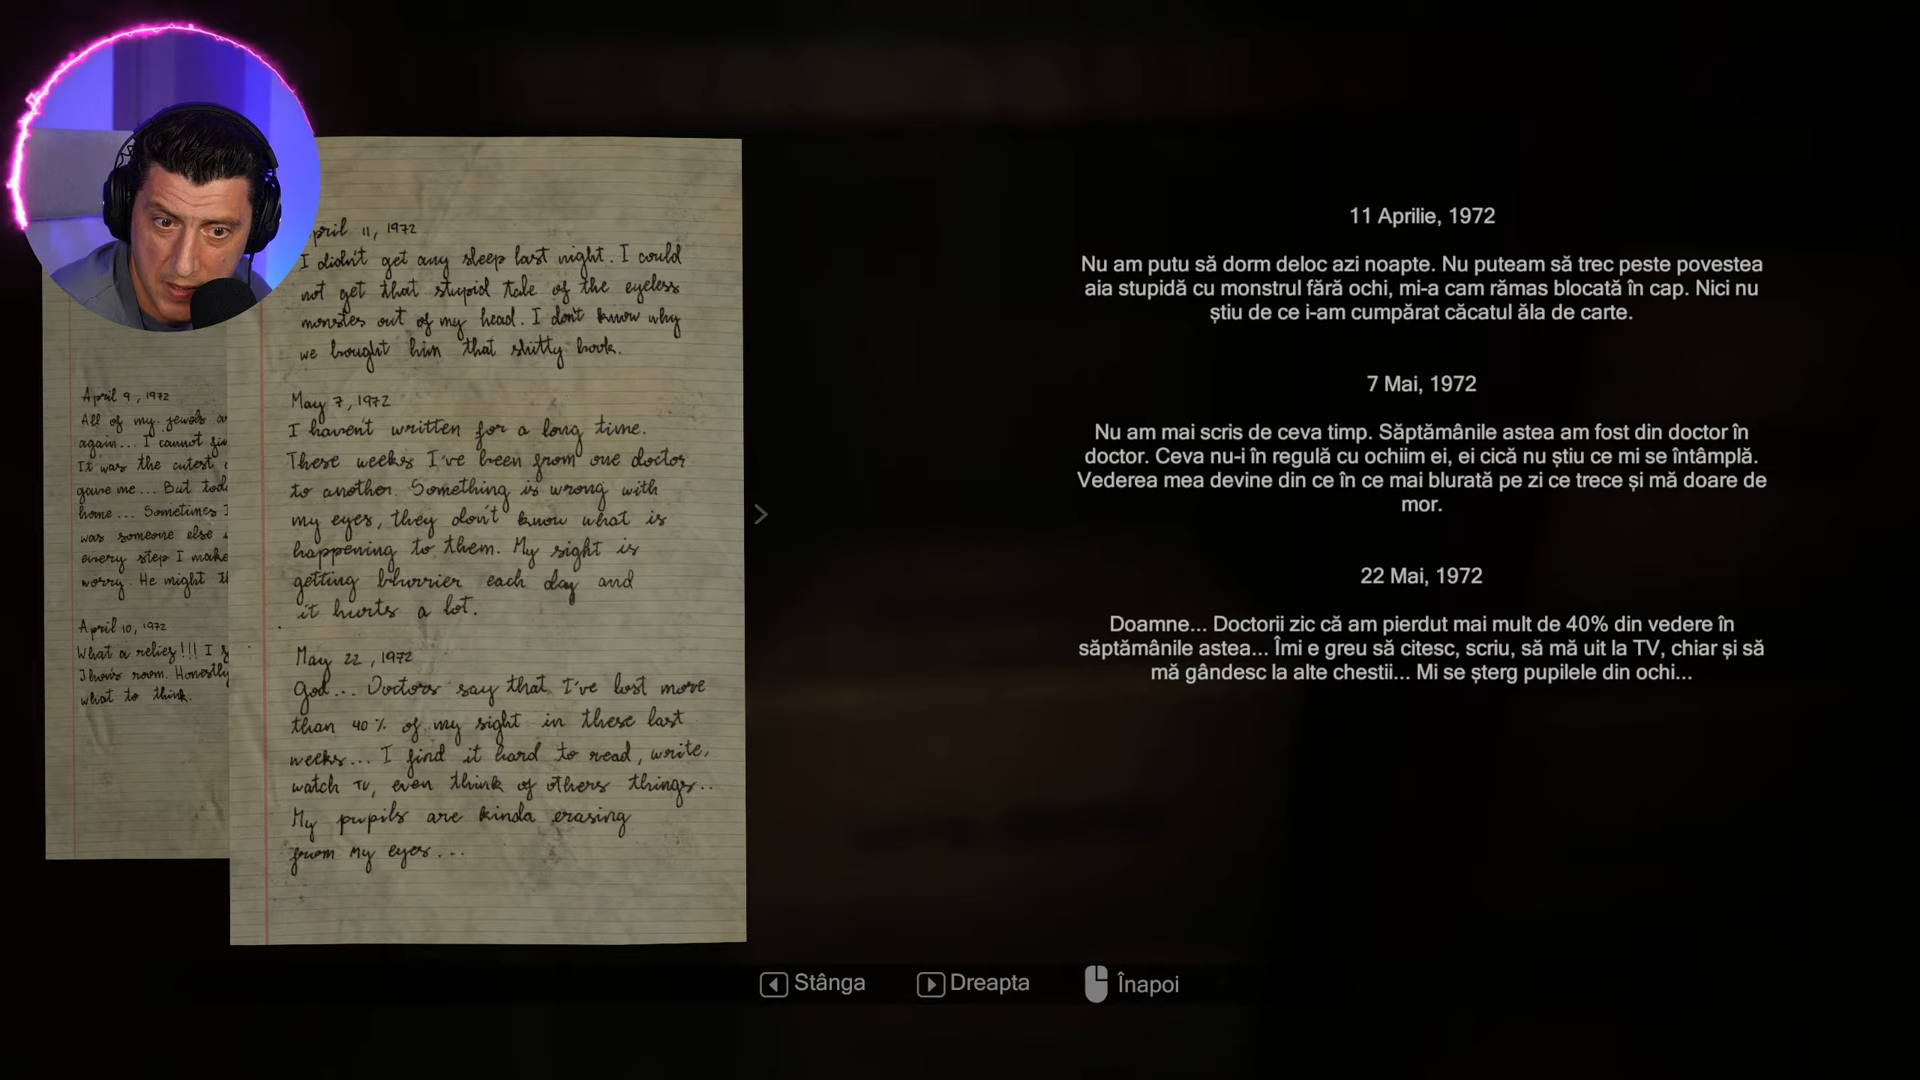 April 9, 1972
All of my jewels
again... I cannot
It was the cutest
gave me... But
home... Sometimes I
was someone else
every step I make
worry. He might
April 10, 1972
What a relief!!! I
room. Honestly
what to think.
pril 11, 1972
I didn't get any sleep last night. I could
not get that stupid tale of the eyeless
monstes out of my head. I don't know why
we bought him that shitty book.
May 7, 1972
I haven't written for a long time.
These weeks I've been from one doctor
to another. Something is wrong with
my eyes, they don't know what is
happening to them. My sight is
getting blurrier each day and
it hurts a lot.
May 22, 1972
God... Doctors say that I've lost more
than 40% of my sight in these last
weeks... I find it hard to read, write,
watch TV, even think of others things..
My pupils are kinda erasing
from my eyes...
11 Aprilie, 1972
Nu am putu să dorm deloc azi noapte. Nu puteam să trec peste povestea
aia stupidă cu monstrul fără ochi, mi-a cam rămas blocată în cap. Nici nu
știu de ce i-am cumpărat căcatul ăla de carte.
7 Mai, 1972
Nu am mai scris de ceva timp. Săptămânile astea am fost din doctor în
doctor. Ceva nu-i în regulă cu ochiim ei, ei cică nu știu ce mi se întâmplă.
Vederea mea devine din ce în ce mai blurată pe zi ce trece și mă doare de
mor.
22 Mai, 1972
Doamne... Doctorii zic că am pierdut mai mult de 40% din vedere în
săptămânile astea... Îmi e greu să citesc, scriu, să mă uit la TV, chiar și să
mă gândesc la alte chestii... Mi se șterg pupilele din ochi...
Stânga Dreapta Înapoi